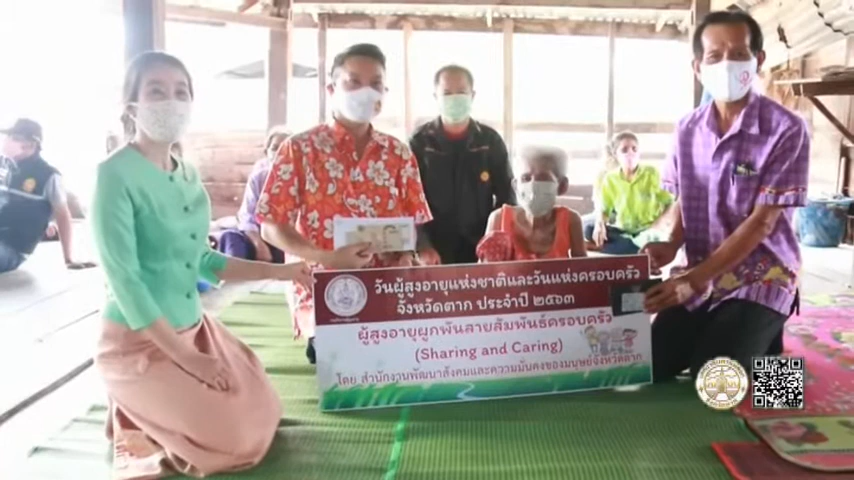 วันผู้สูงอายุแห่งชาติและวันแห่งครอบครัว
จังหวัดตาก ประจำปี ๒๕๖๓
ผู้สูงอายุผูกพันสายสัมพันธ์ครอบครัว
(Sharing and Caring)
โดย สำนักงานพัฒนาสังคมและความมั่นคงของมนุษย์จังหวัดตาก